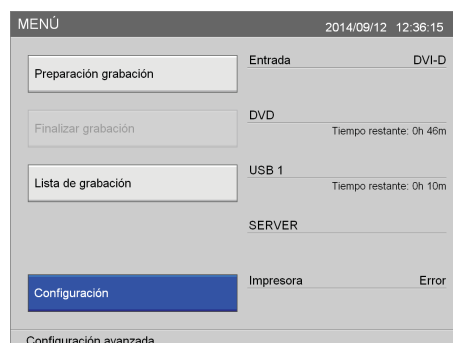 MENÚ 2014/09/12 12:36:15
Preparación grabación
Entrada DVI-D
Finalizar grabación
DVD
Tiempo restante: 0h 46m
Lista de grabación
USB 1
Tiempo restante: 0h 10m
SERVER
Configuración
Impresora Error
Configuración avanzada